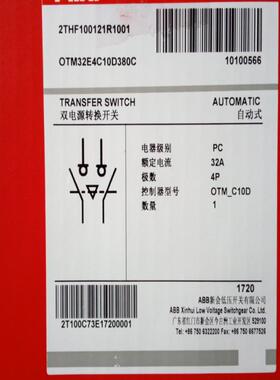 2THF100121R1001
OTM32E4C10D380C 10100566
TRANSFER SWITCH AUTOMATIC
双电源转换开关 自动式
电器级别 PC
额定电流 32A
极数 4P
控制器型号 OTM_C10D
数量 1
1720
ABB新会低压开关有限公司
ABB Xinhui Low Voltage Switchgear Co. Ltd.
2T100C73E17200001